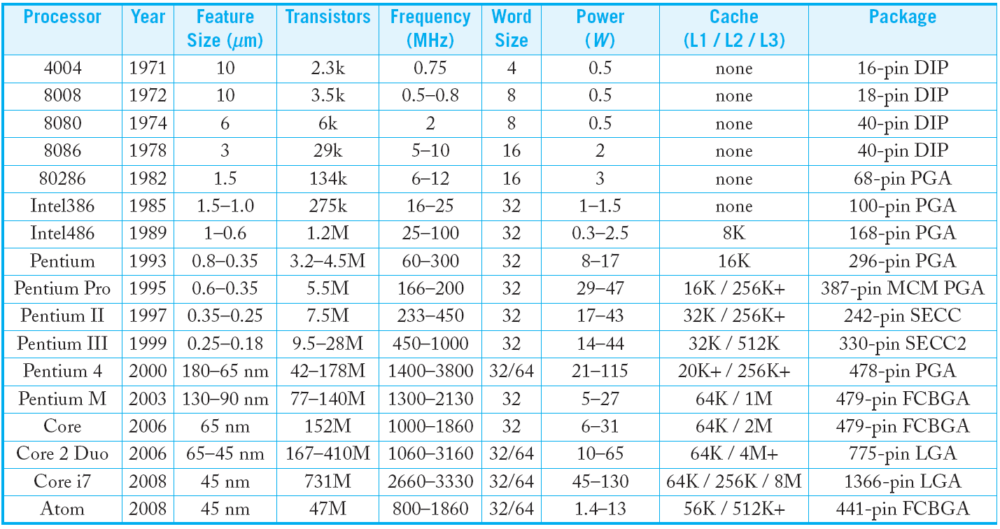 Processor Year Feature Size (μm) Transistors Frequency (MHz) Word Size Power (W) Cache (L1 / L2 / L3) Package
4004 1971 10 2.3k 0.75 4 0.5 none 16-pin DIP
8008 1972 10 3.5k 0.5–0.8 8 0.5 none 18-pin DIP
8080 1974 6 6k 2 8 0.5 none 40-pin DIP
8086 1978 3 29k 5–10 16 2 none 40-pin DIP
80286 1982 1.5 134k 6–12 16 3 none 68-pin PGA
Intel386 1985 1.5–1.0 275k 16–25 32 1–1.5 none 100-pin PGA
Intel486 1989 1–0.6 1.2M 25–100 32 0.3–2.5 8K 168-pin PGA
Pentium 1993 0.8–0.35 3.2–4.5M 60–300 32 8–17 16K 296-pin PGA
Pentium Pro 1995 0.6–0.35 5.5M 166–200 32 29–47 16K / 256K+ 387-pin MCM PGA
Pentium II 1997 0.35–0.25 7.5M 233–450 32 17–43 32K / 256K+ 242-pin SECC
Pentium III 1999 0.25–0.18 9.5–28M 450–1000 32 14–44 32K / 512K 330-pin SECC2
Pentium 4 2000 180–65 nm 42–178M 1400–3800 32/64 21–115 20K+ / 256K+ 478-pin PGA
Pentium M 2003 130–90 nm 77–140M 1300–2130 32 5–27 64K / 1M 479-pin FCBGA
Core 2006 65 nm 152M 1000–1860 32 6–31 64K / 2M 479-pin FCBGA
Core 2 Duo 2006 65–45 nm 167–410M 1060–3160 32/64 10–65 64K / 4M+ 775-pin LGA
Core i7 2008 45 nm 731M 2660–3330 32/64 45–130 64K / 256K / 8M 1366-pin LGA
Atom 2008 45 nm 47M 800–1860 32/64 1.4–13 56K / 512K+ 441-pin FCBGA